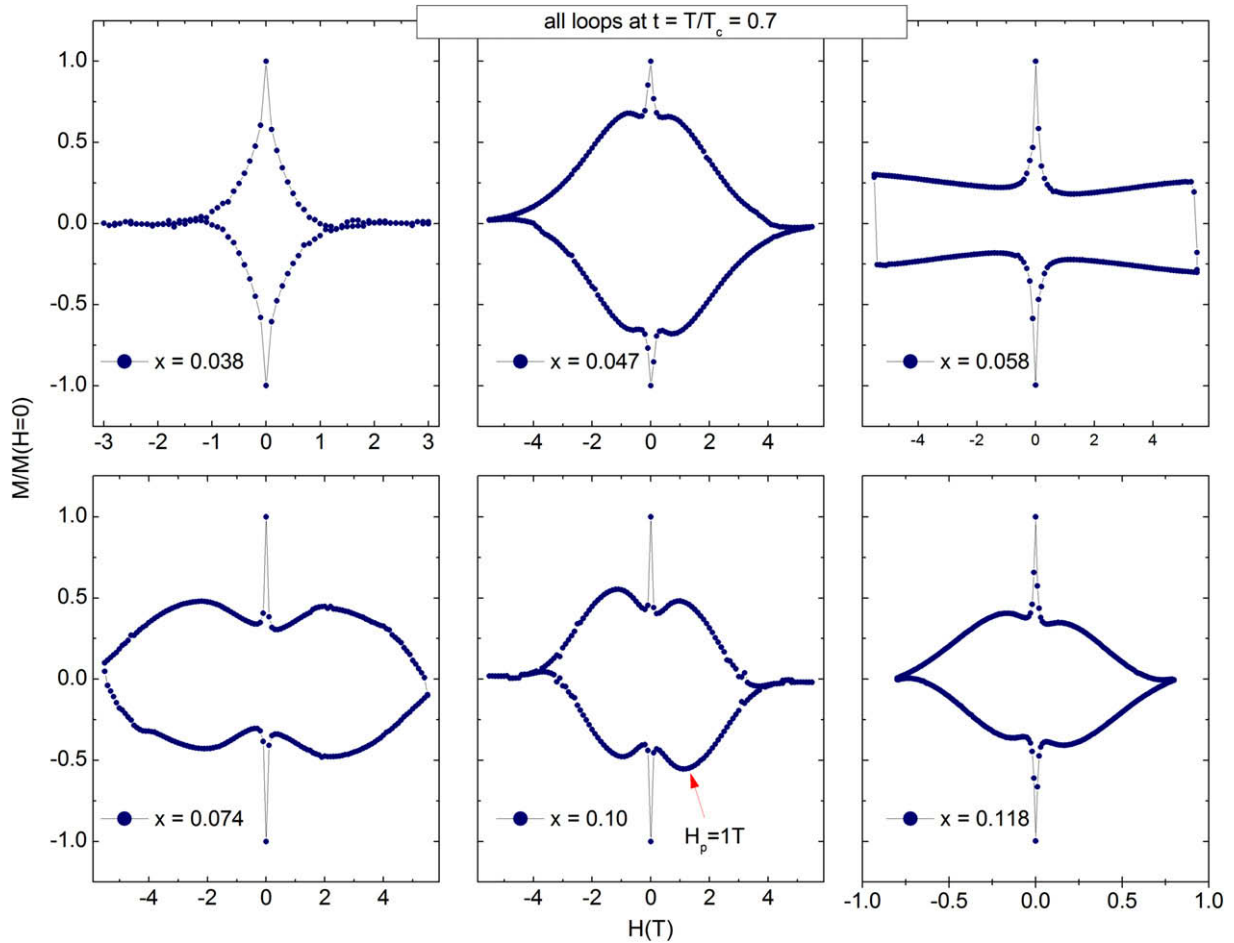 all loops at t = T/T_c = 0.7
1.0
0.5
0.0
-0.5
-1.0
x = 0.038
-3 -2 -1 0 1 2 3
x = 0.047
-4 -2 0 2 4
x = 0.058
-4 -2 0 2 4
M/M(H=0)
1.0
0.5
0.0
-0.5
-1.0
x = 0.074
-4 -2 0 2 4
x = 0.10
H_p=1T
-4 -2 0 2 4
x = 0.118
-1.0 -0.5 0.0 0.5 1.0
H(T)